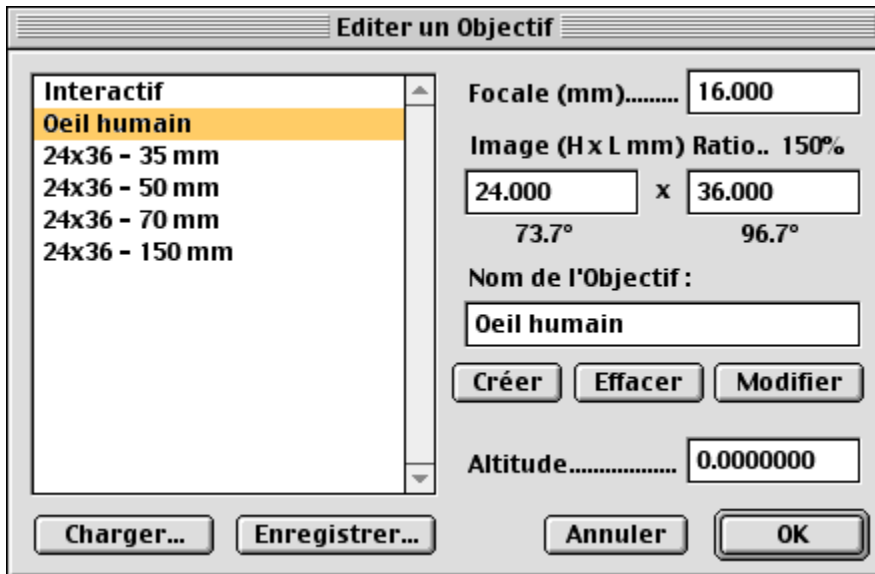 Editer un Objectif
Interactif
Oeil humain
24x36 - 35 mm
24x36 - 50 mm
24x36 - 70 mm
24x36 - 150 mm
Focale (mm)......... 16.000
Image (H x L mm) Ratio.. 150%
24.000 x 36.000
73.7° 96.7°
Nom de l'Objectif :
Oeil humain
Créer Effacer Modifier
Altitude.................. 0.0000000
Charger... Enregistrer... Annuler OK